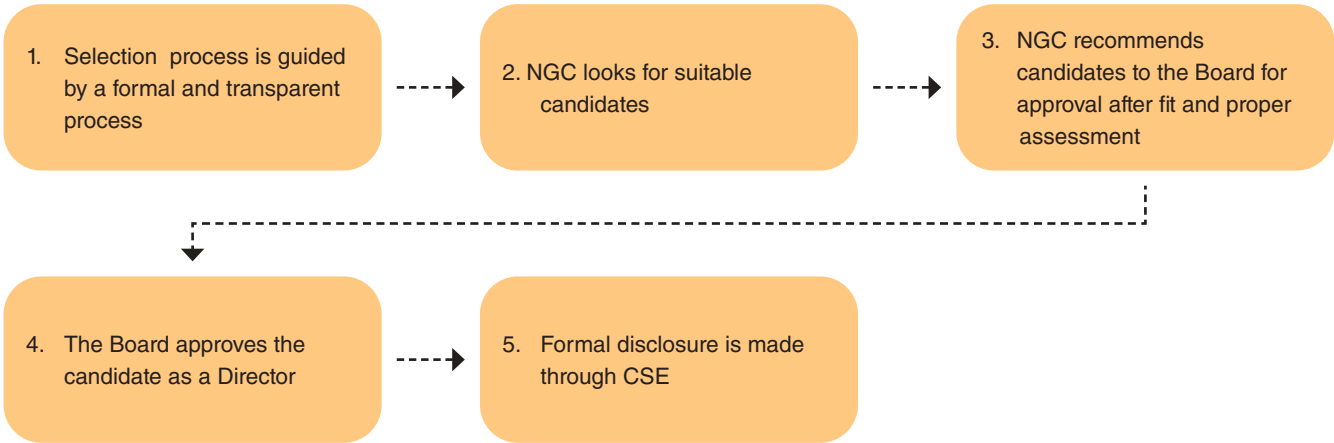 1. Selection process is guided
by a formal and transparent
process
2. NGC looks for suitable
candidates
3. NGC recommends
candidates to the Board for
approval after fit and proper
assessment
4. The Board approves the
candidate as a Director
5. Formal disclosure is made
through CSE